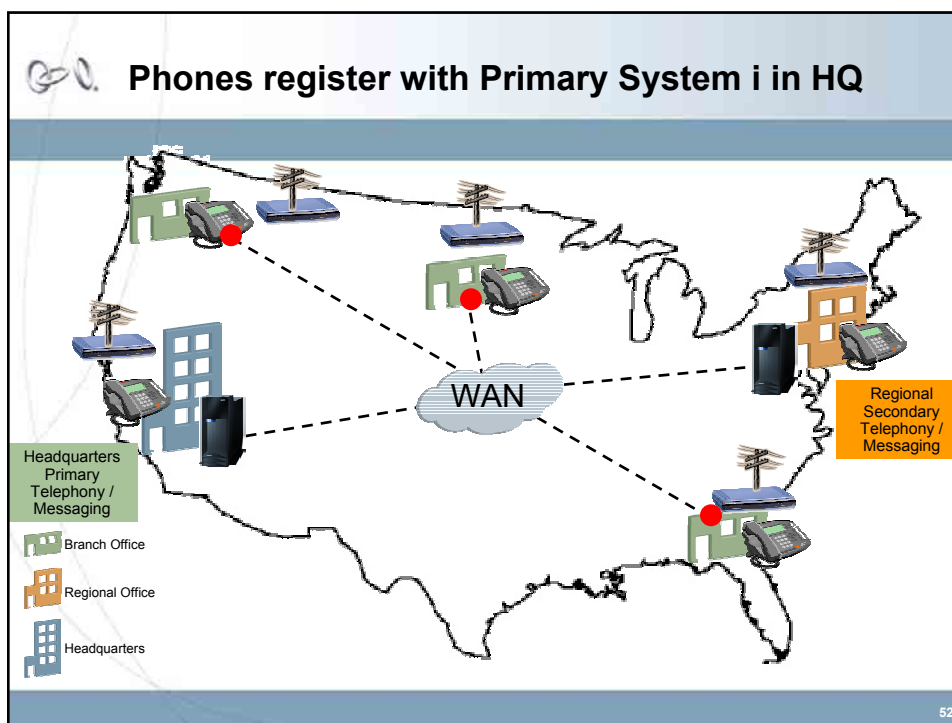 Phones register with Primary System i in HQ
WAN
Regional
Secondary
Telephony /
Messaging
Headquarters
Primary
Telephony /
Messaging
Branch Office
Regional Office
Headquarters
52